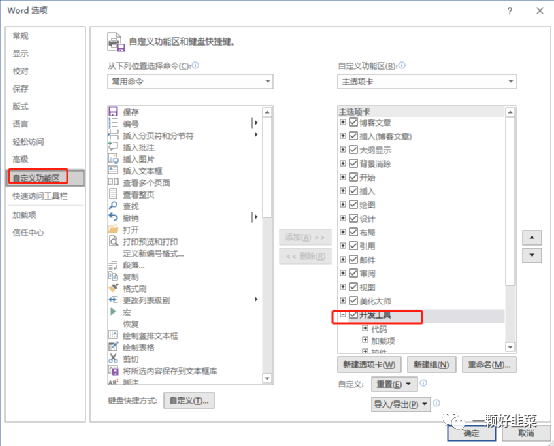 Word 选项
?
常规
显示
校对
保存
版式
语言
轻松访问
高级
自定义功能区
快速访问工具栏
加载项
信任中心
自定义功能区和键盘快捷键。
从下列位置选择命令(C):
常用命令
保存
编号
插入分页符和分节符
插入批注
插入图片
插入文本框
查看多个页面
查看整页
查找
撤消
打开
打印预览和打印
定义新编号格式...
段落...
复制
格式刷
更改列表级别
宏
恢复
绘制竖排文本框
绘制表格
剪切
将所选内容保存到文本框库
脚注
键盘快捷方式: 自定义(T)...
添加(A) >>
<< 删除(R)
自定义功能区(B):
主选项卡
主选项卡
博客文章
插入(博客文章)
大纲显示
背景消除
开始
插入
绘图
设计
布局
引用
邮件
审阅
视图
美化大师
开发工具
代码
加载项
控件
新建选项卡(W) 新建组(N) 重命名(M)...
自定义: 重置(E)
导入/导出(P)
确定 取消
一颗好韭菜